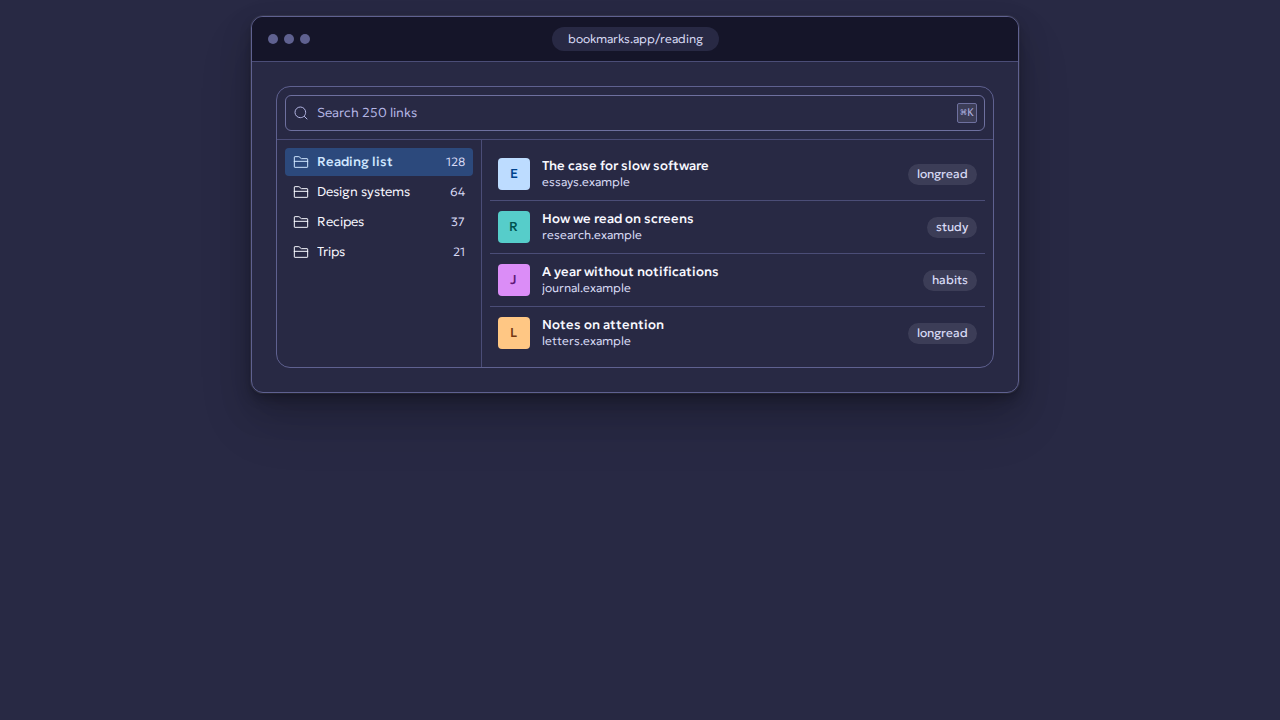 bookmarks.app/reading
Search 250 links
⌘K
Reading list 128
Design systems 64
Recipes 37
Trips 21
E
The case for slow software
essays.example
longread
R
How we read on screens
research.example
study
J
A year without notifications
journal.example
habits
L
Notes on attention
letters.example
longread